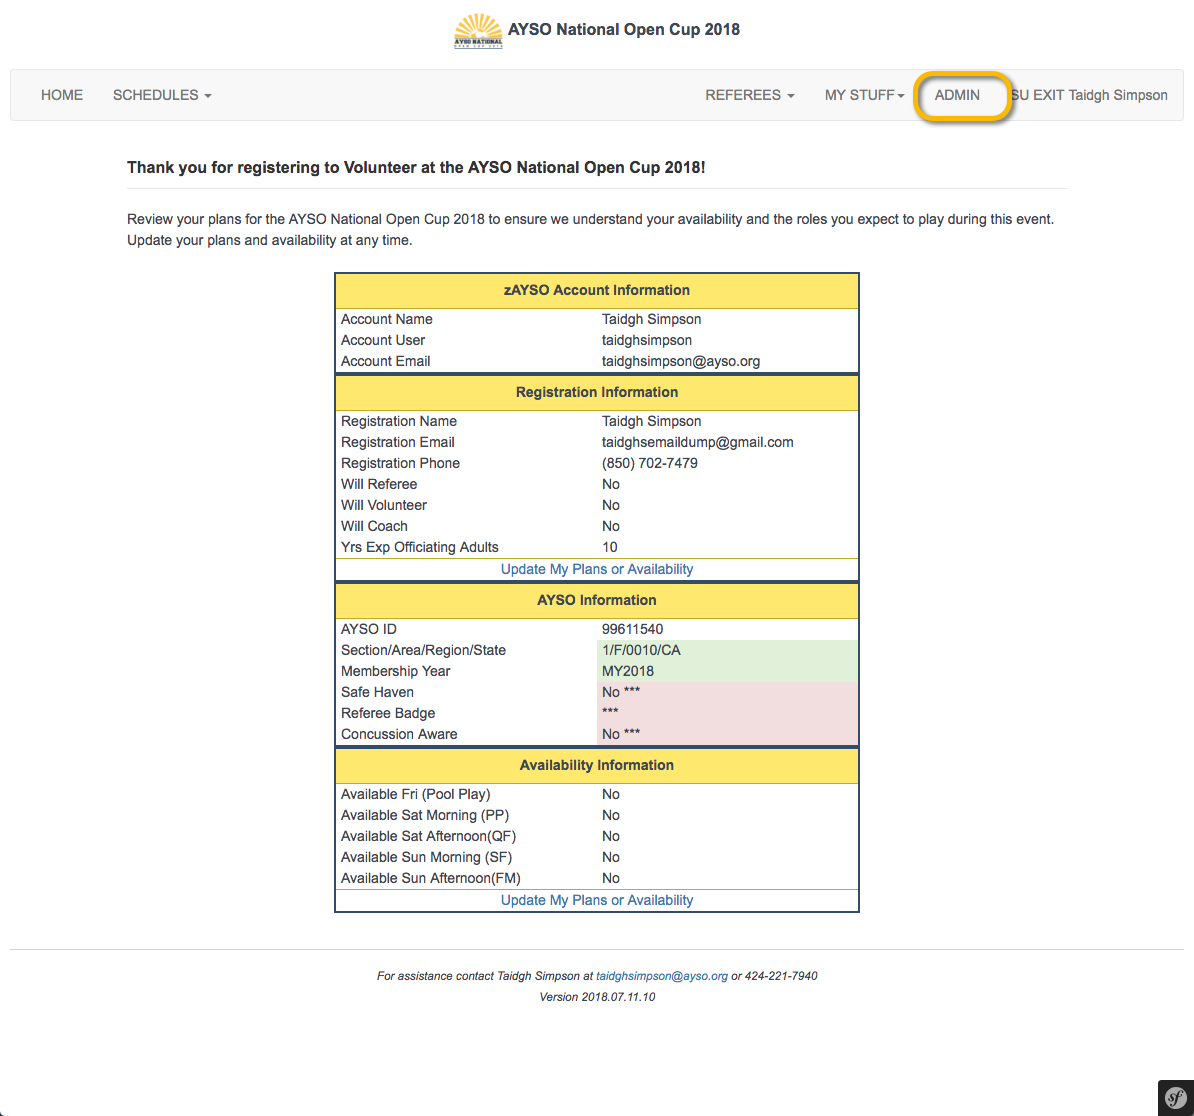 AYSO NATIONAL
OPEN CUP 2018
AYSO National Open Cup 2018
HOME SCHEDULES REFEREES MY STUFF ADMIN SU EXIT Taidgh Simpson
Thank you for registering to Volunteer at the AYSO National Open Cup 2018!
Review your plans for the AYSO National Open Cup 2018 to ensure we understand your availability and the roles you expect to play during this event.
Update your plans and availability at any time.
zAYSO Account Information
Account Name Taidgh Simpson
Account User taidghsimpson
Account Email taidghsimpson@ayso.org
Registration Information
Registration Name Taidgh Simpson
Registration Email taidghsemaildump@gmail.com
Registration Phone (850) 702-7479
Will Referee No
Will Volunteer No
Will Coach No
Yrs Exp Officiating Adults 10
Update My Plans or Availability
AYSO Information
AYSO ID 99611540
Section/Area/Region/State 1/F/0010/CA
Membership Year MY2018
Safe Haven No ***
Referee Badge ***
Concussion Aware No ***
Availability Information
Available Fri (Pool Play) No
Available Sat Morning (PP) No
Available Sat Afternoon(QF) No
Available Sun Morning (SF) No
Available Sun Afternoon(FM) No
Update My Plans or Availability
For assistance contact Taidgh Simpson at taidghsimpson@ayso.org or 424-221-7940
Version 2018.07.11.10
sf